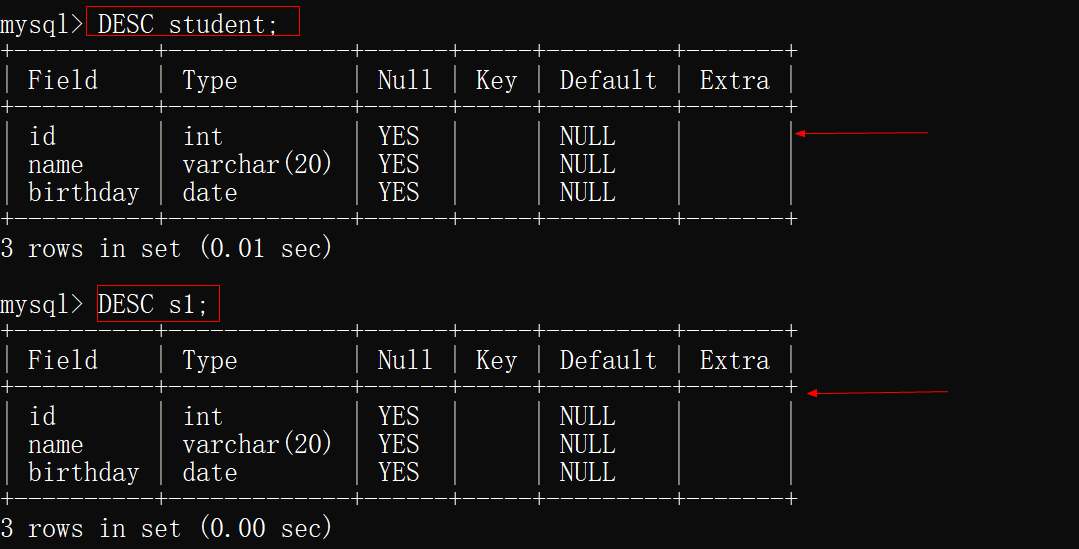 mysql> DESC student;
+----------+-------------+------+-----+---------+-------+
| Field | Type | Null | Key | Default | Extra |
+----------+-------------+------+-----+---------+-------+
| id | int | YES | | NULL | |
| name | varchar(20) | YES | | NULL | |
| birthday | date | YES | | NULL | |
+----------+-------------+------+-----+---------+-------+
3 rows in set (0.01 sec)
mysql> DESC s1;
+----------+-------------+------+-----+---------+-------+
| Field | Type | Null | Key | Default | Extra |
+----------+-------------+------+-----+---------+-------+
| id | int | YES | | NULL | |
| name | varchar(20) | YES | | NULL | |
| birthday | date | YES | | NULL | |
+----------+-------------+------+-----+---------+-------+
3 rows in set (0.00 sec)